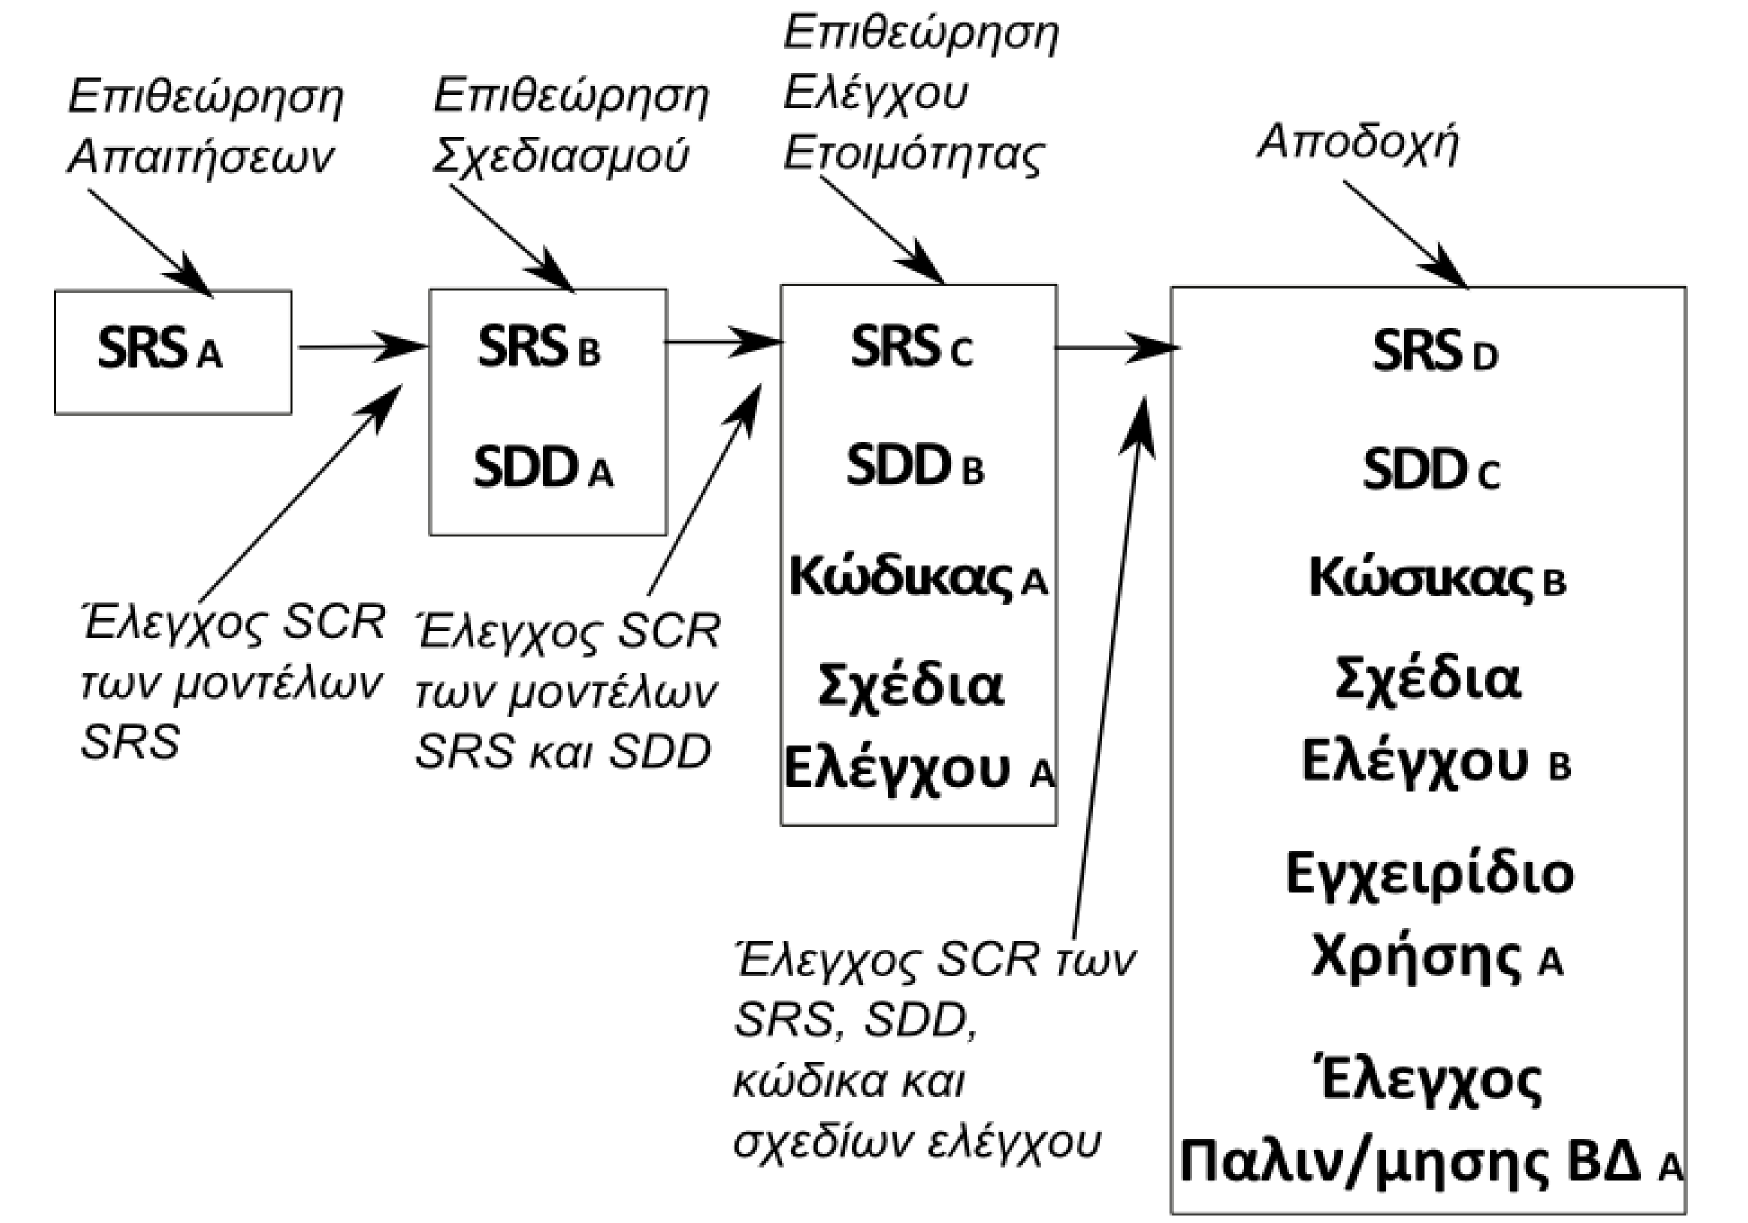 Επιθεώρηση
Απαιτήσεων
Επιθεώρηση
Σχεδιασμού
Επιθεώρηση
Ελέγχου
Ετοιμότητας
Αποδοχή
SRS A
SRS B
SDD A
SRS C
SDD B
Κώδικας A
Σχέδια
Ελέγχου A
SRS D
SDD C
Κώσικας B
Σχέδια
Ελέγχου B
Εγχειρίδιο
Χρήσης A
Έλεγχος
Παλιν/μησης ΒΔ A
Έλεγχος SCR
των μοντέλων
SRS
Έλεγχος SCR
των μοντέλων
SRS και SDD
Έλεγχος SCR των
SRS, SDD,
κώδικα και
σχεδίων ελέγχου